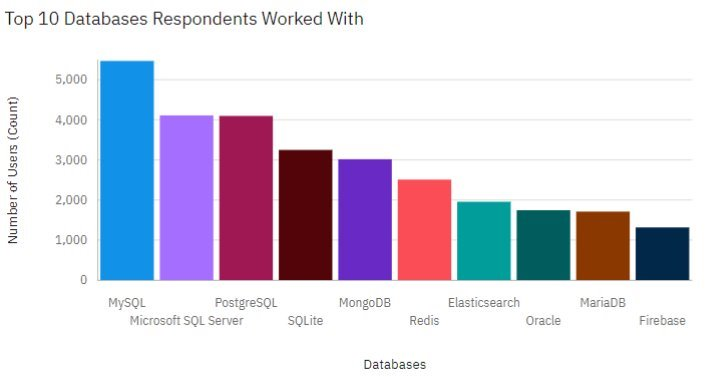 Top 10 Databases Respondents Worked With
Number of Users (Count)
5,000
4,000
3,000
2,000
1,000
0
MySQL PostgreSQL MongoDB Elasticsearch MariaDB
Microsoft SQL Server SQLite Redis Oracle Firebase
Databases